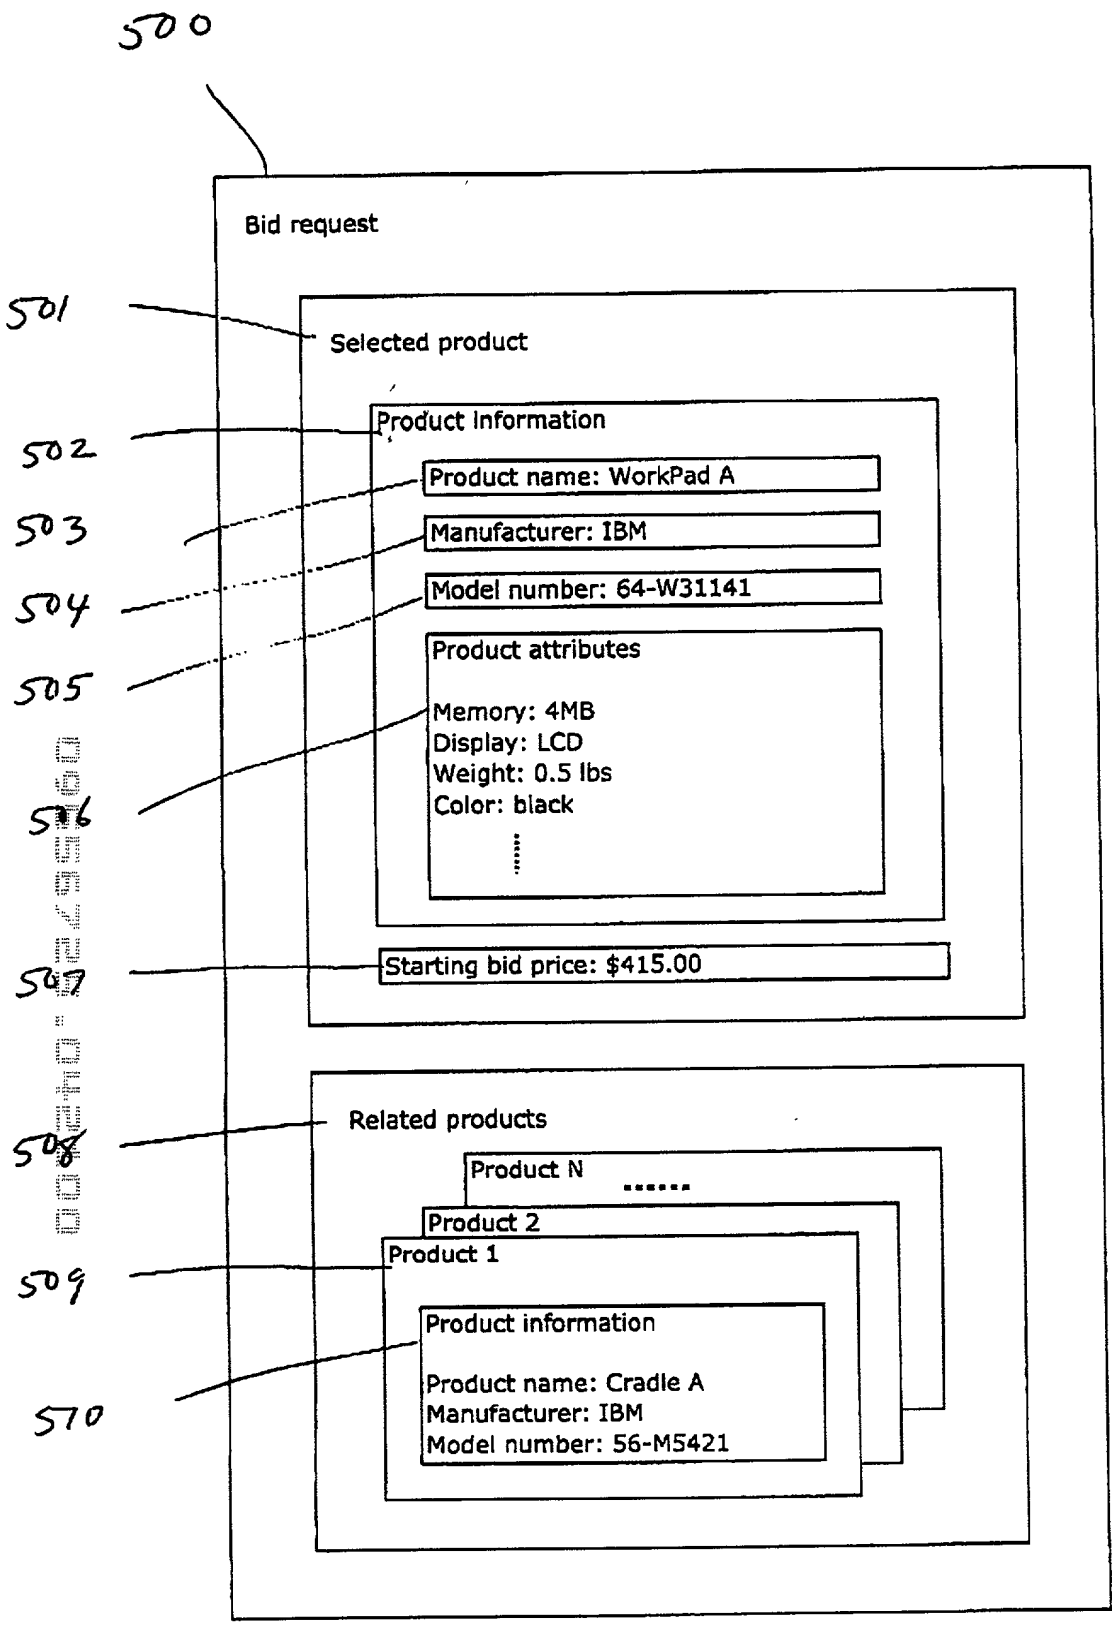 500
Bid request
501
Selected product
502
Product information
503
Product name: WorkPad A
504
Manufacturer: IBM
505
Model number: 64-W31141
Product attributes
Memory: 4MB
Display: LCD
Weight: 0.5 lbs
Color: black
506
507
Starting bid price: $415.00
508
Related products
Product N
Product 2
Product 1
509
Product information
Product name: Cradle A
Manufacturer: IBM
Model number: 56-M5421
510